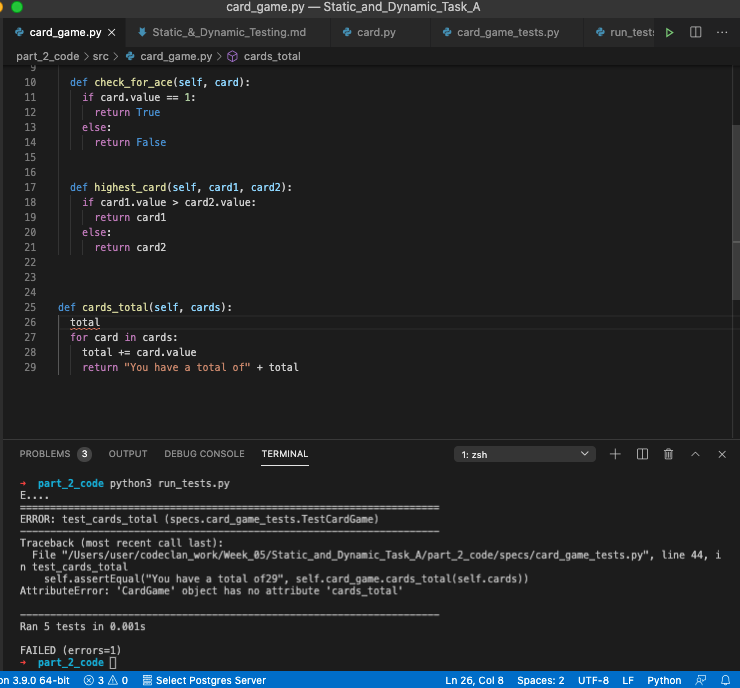 card_game.py — Static_and_Dynamic_Task_A
card_game.py × Static_&_Dynamic_Testing.md card.py card_game_tests.py run_tests ...
part_2_code > src > card_game.py > cards_total
9
10 def check_for_ace(self, card):
11 if card.value == 1:
12 return True
13 else:
14 return False
15
16
17 def highest_card(self, card1, card2):
18 if card1.value > card2.value:
19 return card1
20 else:
21 return card2
22
23
24
25 def cards_total(self, cards):
26 total
27 for card in cards:
28 total += card.value
29 return "You have a total of" + total
PROBLEMS 3 OUTPUT DEBUG CONSOLE TERMINAL 1: zsh
→ part_2_code python3 run_tests.py
E....
======================================================================
ERROR: test_cards_total (specs.card_game_tests.TestCardGame)
----------------------------------------------------------------------
Traceback (most recent call last):
File "/Users/user/codeclan_work/Week_05/Static_and_Dynamic_Task_A/part_2_code/specs/card_game_tests.py", line 44, i
n test_cards_total
self.assertEqual("You have a total of29", self.card_game.cards_total(self.cards))
AttributeError: 'CardGame' object has no attribute 'cards_total'
----------------------------------------------------------------------
Ran 5 tests in 0.001s
FAILED (errors=1)
→ part_2_code
on 3.9.0 64-bit 3 0 Select Postgres Server Ln 26, Col 8 Spaces: 2 UTF-8 LF Python